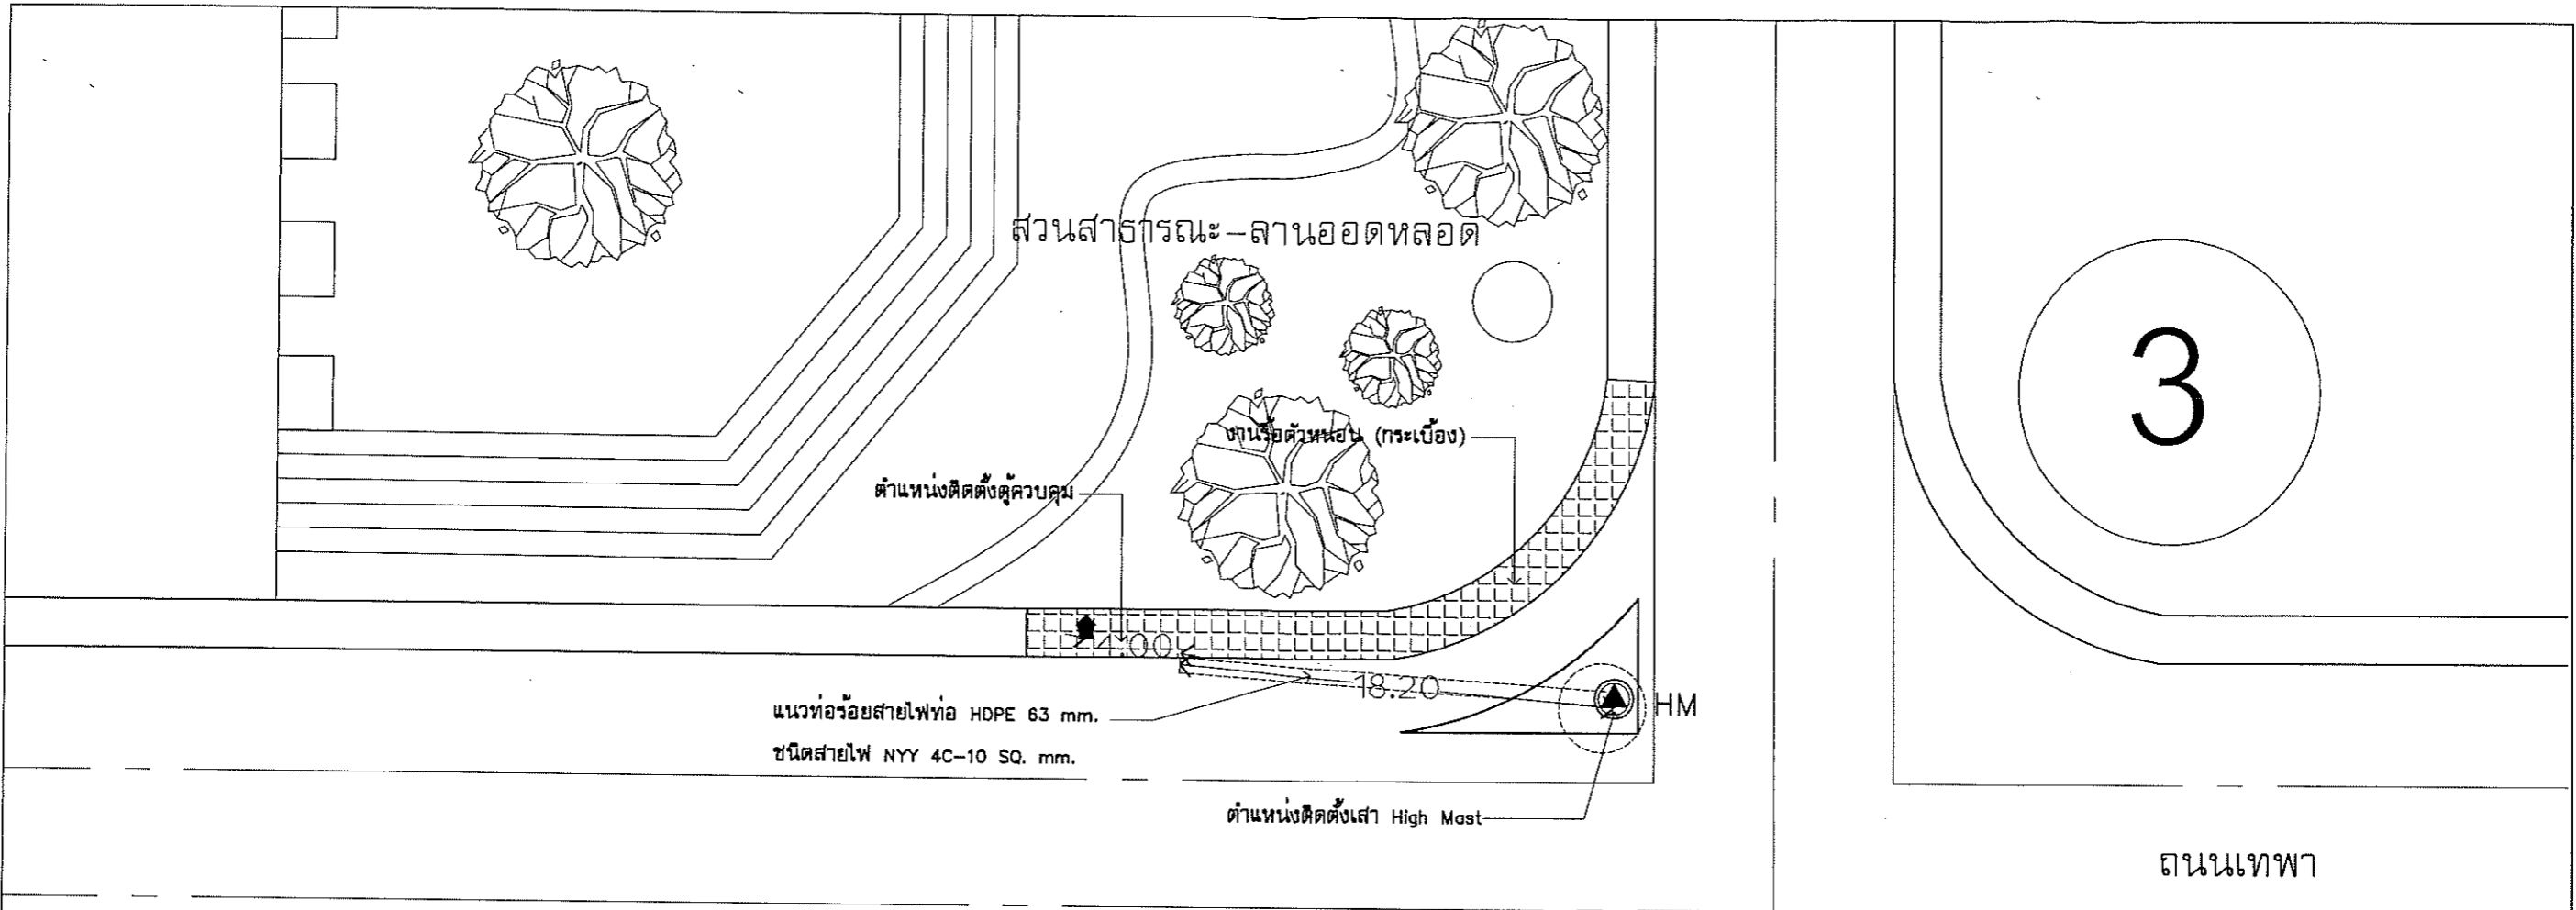 สวนสาธารณะ-ลานออดหลอด
3
งานรื้อตัวหนอน (กระเบื้อง)
ตำแหน่งติดตั้งตู้ควบคุม
18.20
HM
แนวท่อร้อยสายไฟท่อ HDPE 63 mm.
ชนิดสายไฟ NYY 4C-10 SQ. mm.
ตำแหน่งติดตั้งเสา High Mast
ถนนเทพา